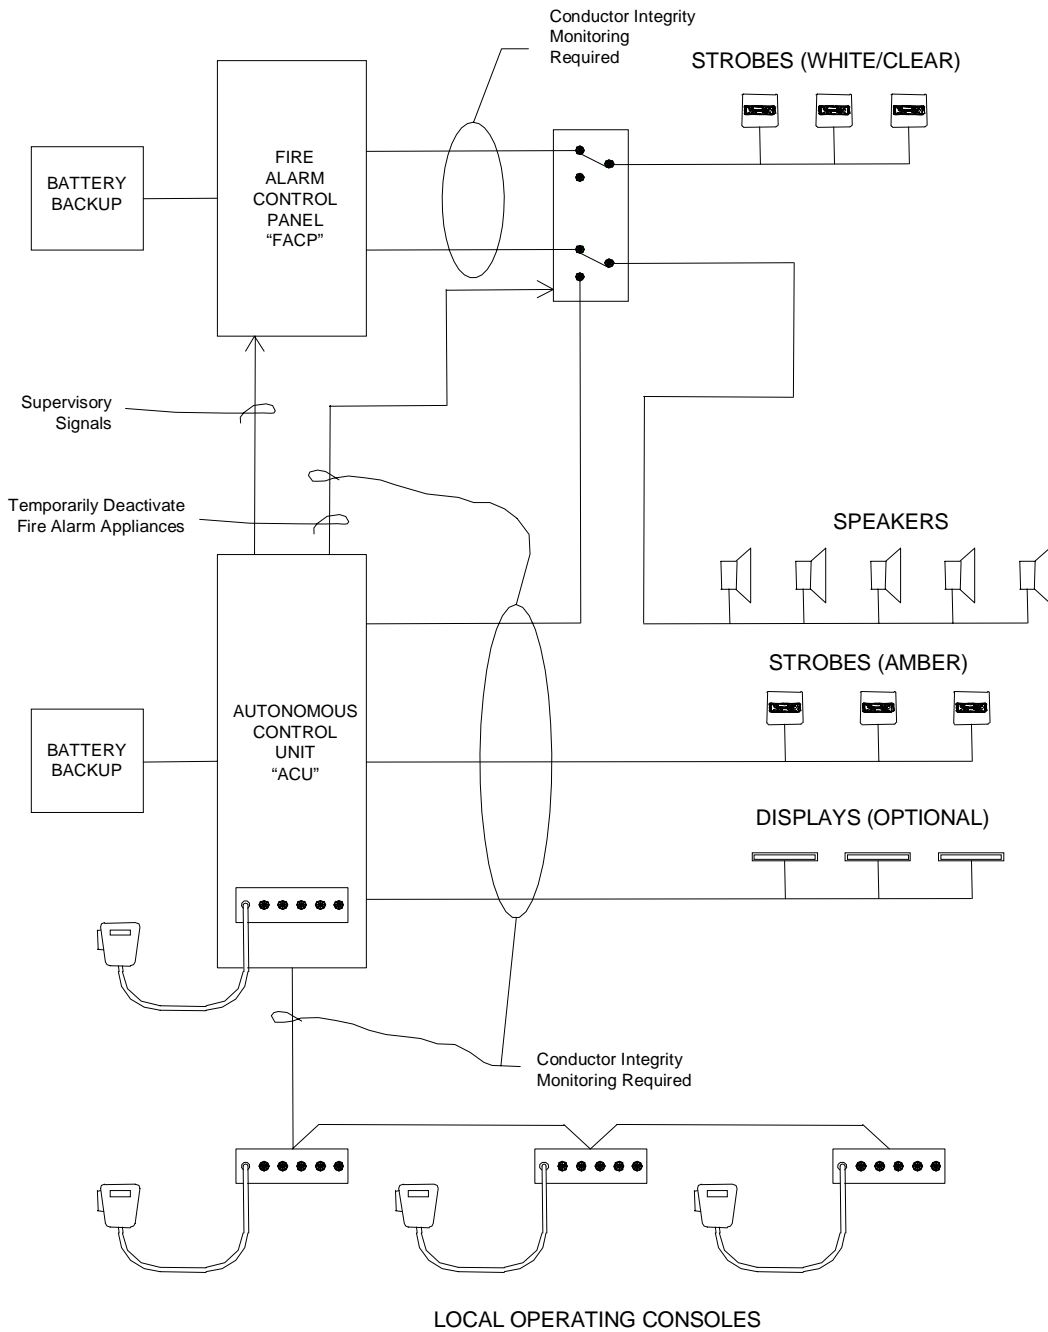 Conductor Integrity
Monitoring
Required
STROBES (WHITE/CLEAR)
BATTERY
BACKUP
FIRE
ALARM
CONTROL
PANEL
“FACP”
Supervisory
Signals
Temporarily Deactivate
Fire Alarm Appliances
SPEAKERS
STROBES (AMBER)
BATTERY
BACKUP
AUTONOMOUS
CONTROL
UNIT
“ACU”
DISPLAYS (OPTIONAL)
Conductor Integrity
Monitoring Required
LOCAL OPERATING CONSOLES